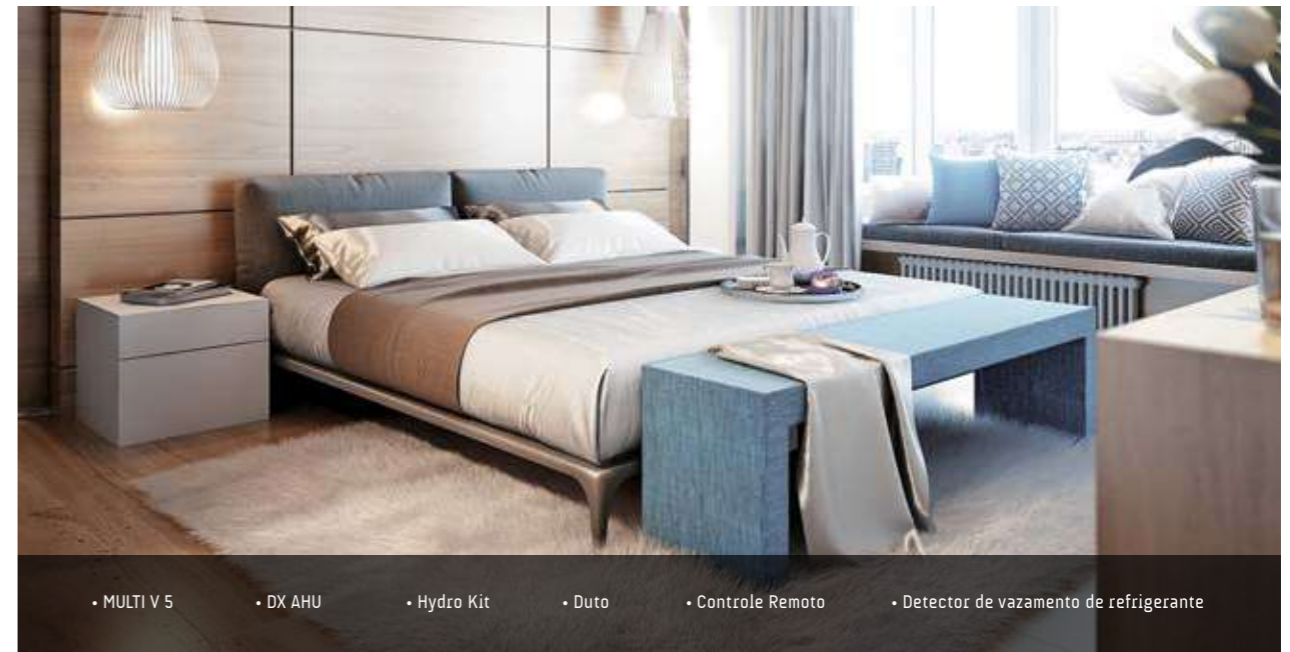 • MULTI V 5 • DX AHU • Hydro Kit • Duto • Controle Remoto • Detector de vazamento de refrigerante